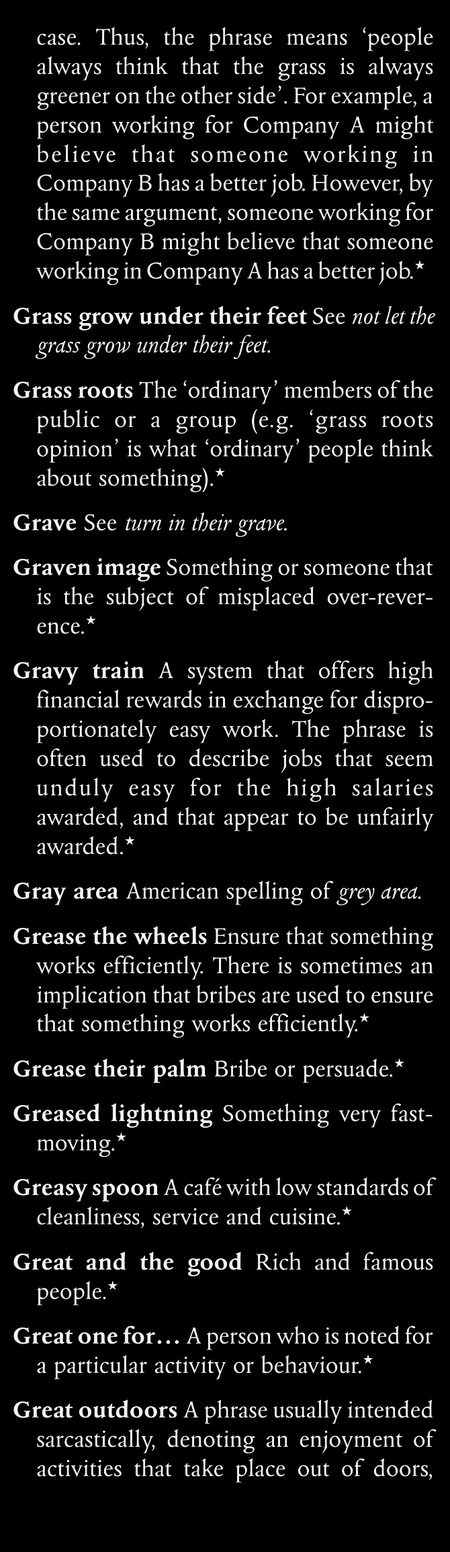 case. Thus, the phrase means ‘people
always think that the grass is always
greener on the other side’. For example, a
person working for Company A might
believe that someone working in
Company B has a better job. However, by
the same argument, someone working for
Company B might believe that someone
working in Company A has a better job.★
Grass grow under their feet See not let the
grass grow under their feet.
Grass roots The ‘ordinary’ members of the
public or a group (e.g. ‘grass roots
opinion’ is what ‘ordinary’ people think
about something).★
Grave See turn in their grave.
Graven image Something or someone that
is the subject of misplaced over-rever-
ence.★
Gravy train A system that offers high
financial rewards in exchange for dispro-
portionately easy work. The phrase is
often used to describe jobs that seem
unduly easy for the high salaries
awarded, and that appear to be unfairly
awarded.★
Gray area American spelling of grey area.
Grease the wheels Ensure that something
works efficiently. There is sometimes an
implication that bribes are used to ensure
that something works efficiently.★
Grease their palm Bribe or persuade.★
Greased lightning Something very fast-
moving.★
Greasy spoon A café with low standards of
cleanliness, service and cuisine.★
Great and the good Rich and famous
people.★
Great one for… A person who is noted for
a particular activity or behaviour.★
Great outdoors A phrase usually intended
sarcastically, denoting an enjoyment of
activities that take place out of doors,